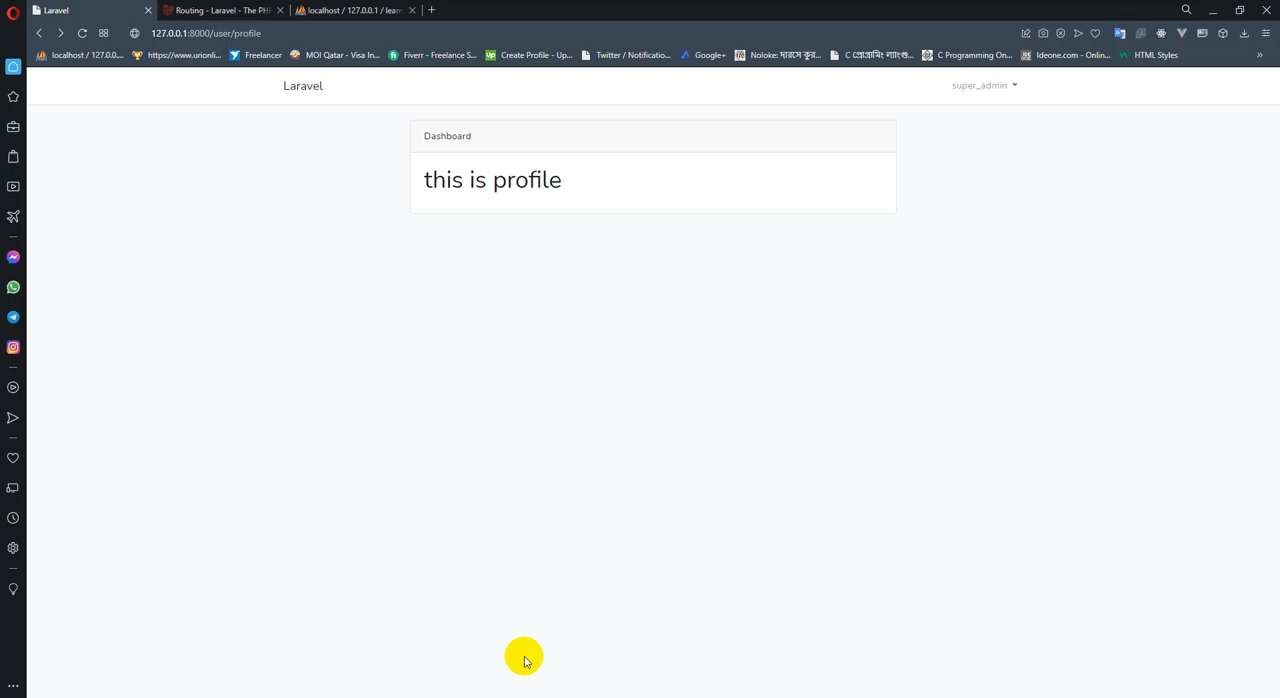 Laravel
Routing - Laravel - The PH
localhost / 127.0.0.1 / learn
127.0.0.1:8000/user/profile
localhost / 127.0.0....
https://www.urionli...
Freelancer
MOI Qatar - Visa In...
Fiverr - Freelance S...
Create Profile - Up...
Twitter / Notificatio...
Google+
Noloke: দারসে কুর...
C প্রোগ্রামিং ল্যাংগু...
C Programming On...
Ideone.com - Onlin...
HTML Styles
Laravel
super_admin
Dashboard
this is profile